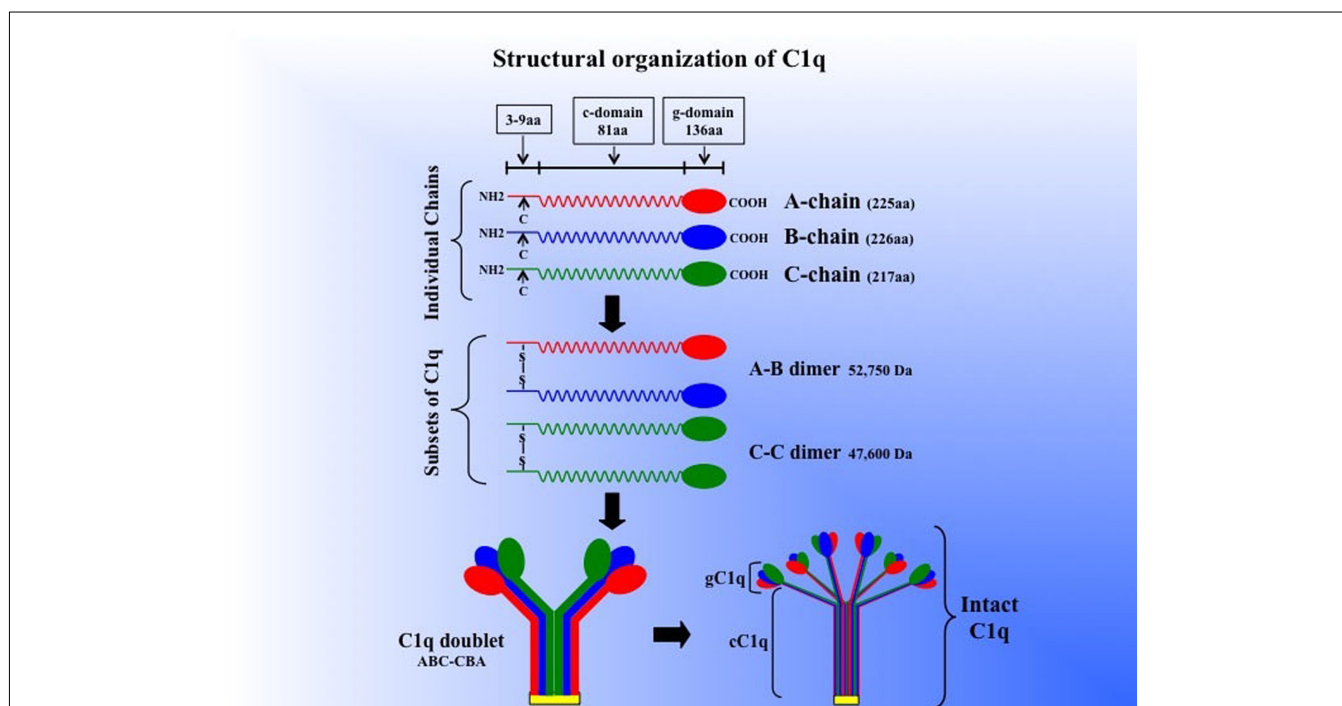 Structural organization of C1q
3-9aa
c-domain
81aa
g-domain
136aa
Individual Chains
NH2
C
COOH
A-chain (225aa)
NH2
C
COOH
B-chain (226aa)
NH2
C
COOH
C-chain (217aa)
Subsets of C1q
S
S
A-B dimer 52,750 Da
S
S
C-C dimer 47,600 Da
C1q doublet
ABC-CBA
gC1q
cC1q
Intact
C1q